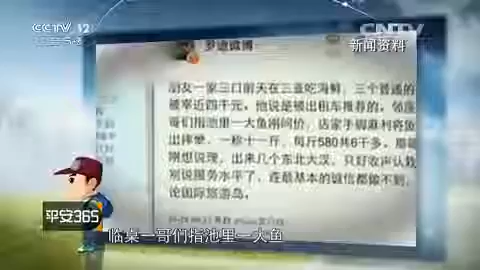 CCTV 12
CNTV
新闻资料
罗迪微博
朋友一家三口前天在三亚吃海鲜，三个普通的
被宰近四千元。他说是被出租车推荐的。邻座
哥们指池里一大鱼刚问价，店家手脚麻利将鱼
出摔晕，一称十一斤，每斤580共6千多。那
刚想说理，出来几个东北大汉，只好收声认栽
别说服务水平了，连最基本的诚信都做不到，
论国际旅游岛。
平安365
临桌一哥们指池里一大鱼